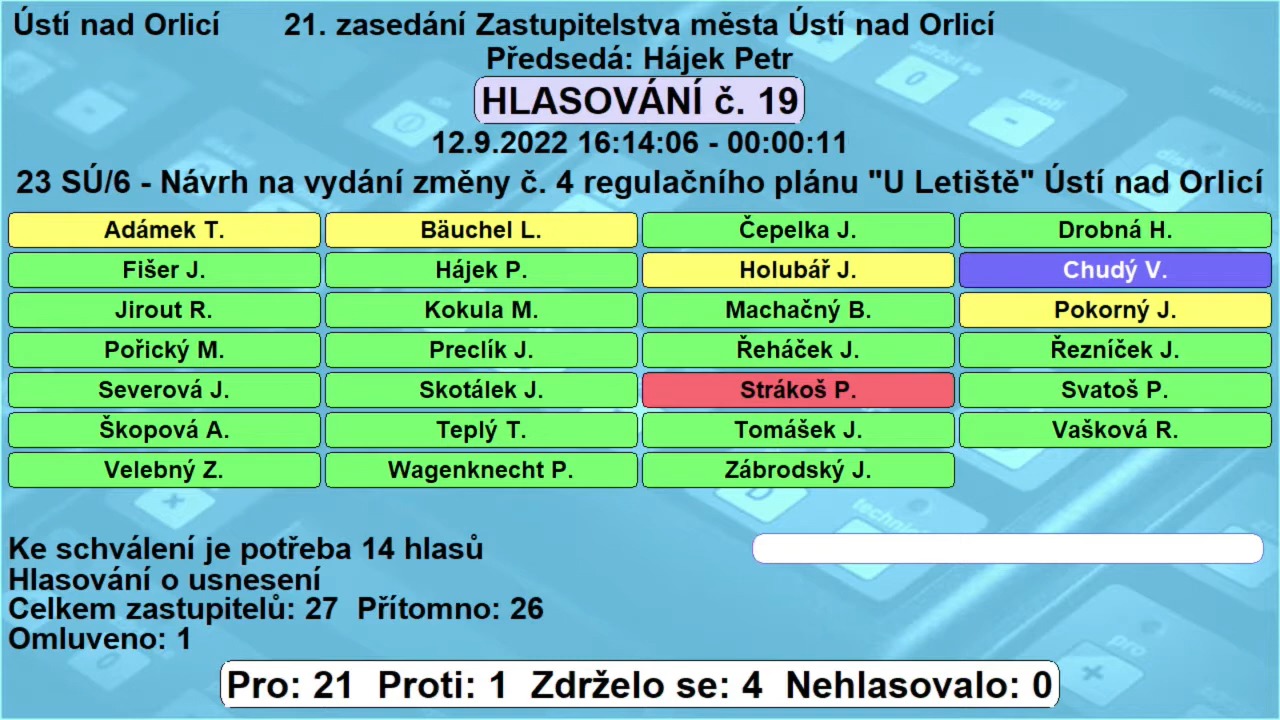 Ústí nad Orlicí 21. zasedání Zastupitelstva města Ústí nad Orlicí
Předsedá: Hájek Petr
HLASOVÁNÍ č. 19
12.9.2022 16:14:06 - 00:00:11
23 SÚ/6 - Návrh na vydání změny č. 4 regulačního plánu "U Letiště" Ústí nad Orlicí
Adámek T. Bäuchel L. Čepelka J. Drobná H.
Fišer J. Hájek P. Holubář J. Chudý V.
Jirout R. Kokula M. Machačný B. Pokorný J.
Pořický M. Preclík J. Řeháček J. Řezníček J.
Severová J. Skotálek J. Strákoš P. Svatoš P.
Škopová A. Teplý T. Tomášek J. Vašková R.
Velebný Z. Wagenknecht P. Zábrodský J.
Ke schválení je potřeba 14 hlasů
Hlasování o usnesení
Celkem zastupitelů: 27 Přítomno: 26
Omluveno: 1
Pro: 21 Proti: 1 Zdrželo se: 4 Nehlasovalo: 0